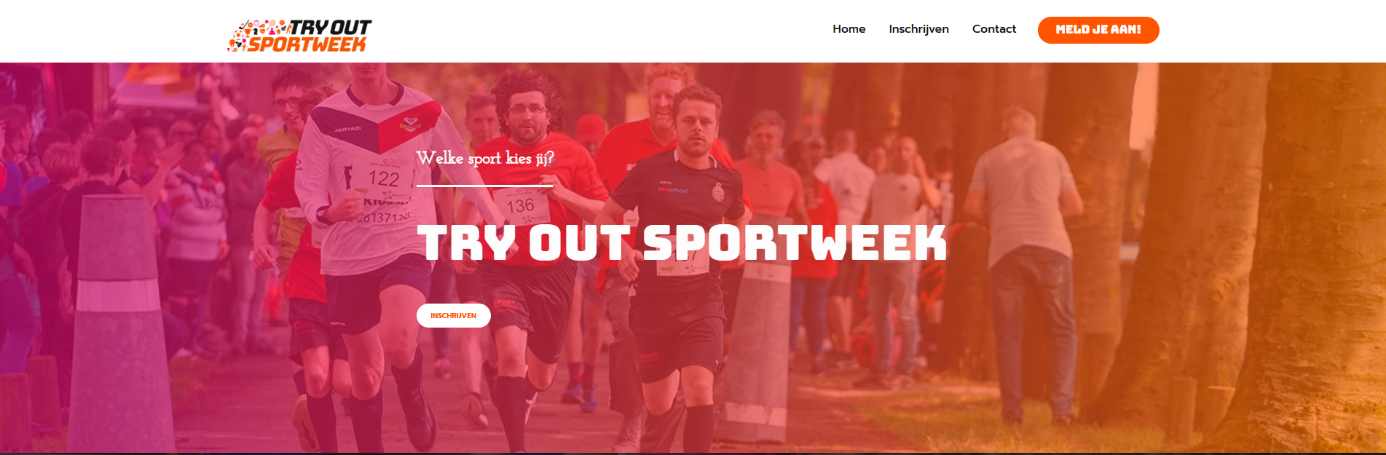 TRY OUT
SPORTWEEK
Home
Inschrijven
Contact
MELD JE AAN!
JARTAZI
122
136
Welke sport kies jij?
TRY OUT SPORTWEEK
INSCHRIJVEN